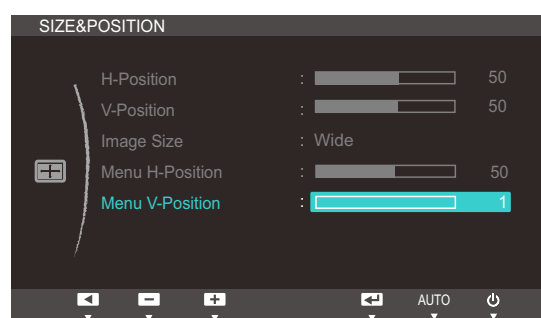 SIZE&POSITION
H-Position : 50
V-Position : 50
Image Size : Wide
Menu H-Position : 50
Menu V-Position : 1
AUTO